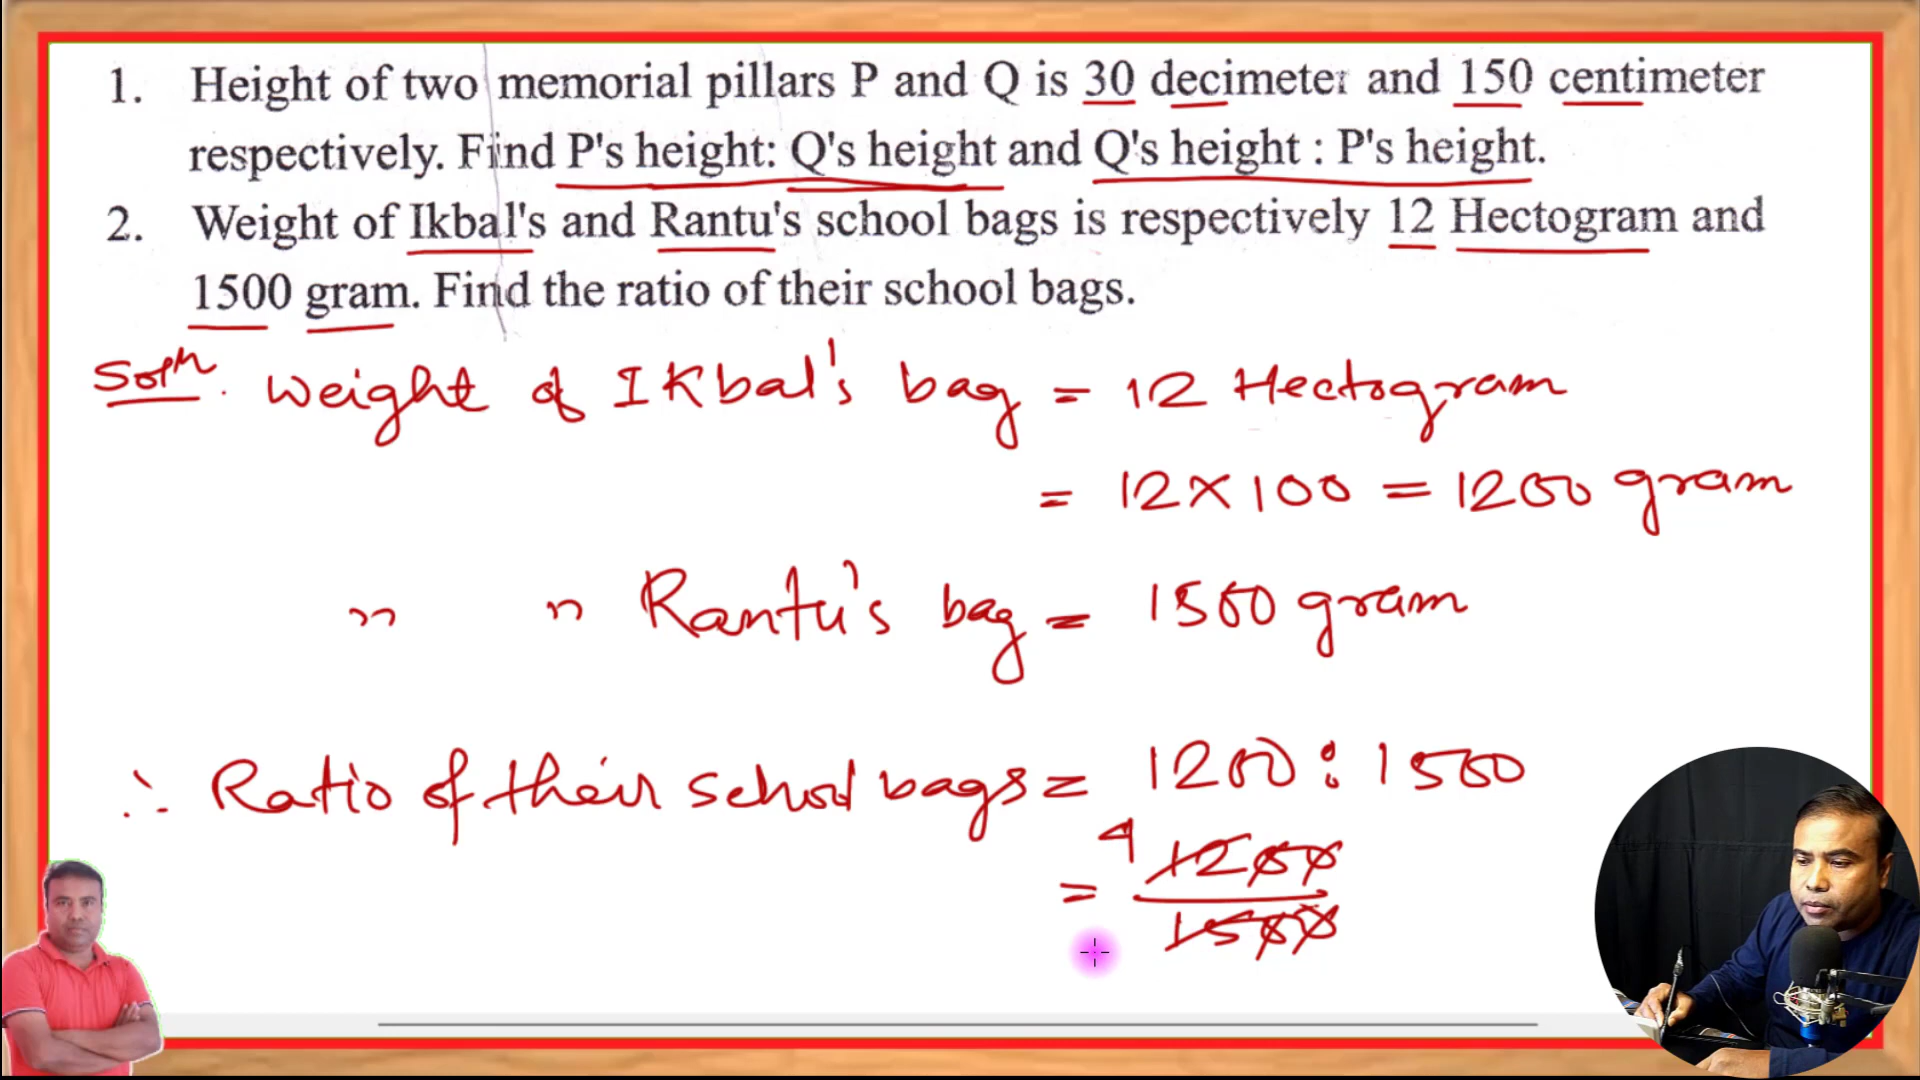 1. Height of two memorial pillars P and Q is 30 decimeter and 150 centimeter
respectively. Find P's height: Q's height and Q's height : P's height.
2. Weight of Ikbal's and Rantu's school bags is respectively 12 Hectogram and
1500 gram. Find the ratio of their school bags.
Soln. Weight of IKbal's bag = 12 Hectogram
= 12 × 100 = 1200 gram
" " Rantu's bag = 1500 gram
∴ Ratio of their school bags = 1200 : 1500
4
= 1200
1500